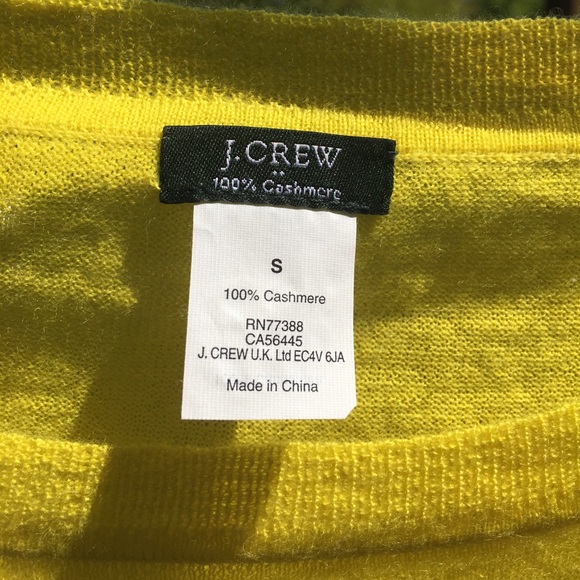 J.CREW
100% Cashmere
S
100% Cashmere
RN77388
CA56445
J. CREW U.K. Ltd EC4V 6JA
Made in China